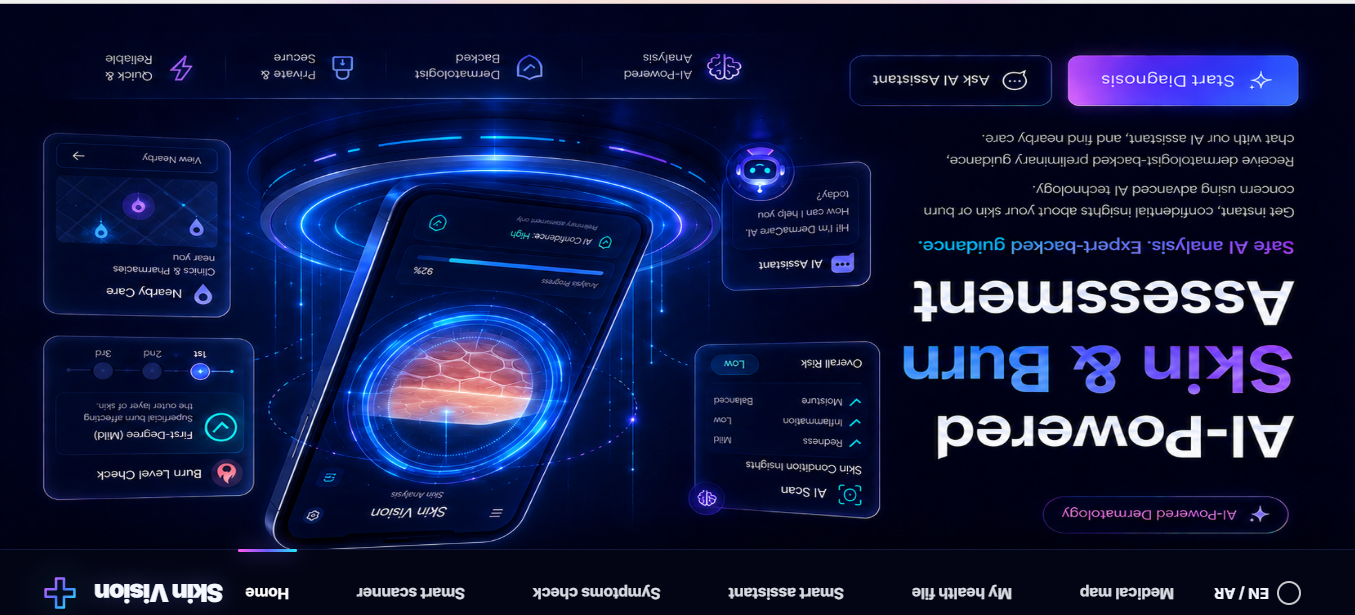 EN / AR
Medical map
My health file
Smart assistant
Symptoms check
Smart scanner
Home
Skin Vision
AI-Powered Dermatology
AI-Powered
Skin & Burn
Assessment
Safe AI analysis. Expert-backed guidance.
Get instant, confidential insights about your skin or burn
concern using advanced AI technology.
Receive dermatologist-backed preliminary guidance,
chat with our AI assistant, and find nearby care.
Start Diagnosis
Ask AI Assistant
AI Scan
Skin Condition Insights
Redness Mild
Inflammation Low
Moisture Balanced
Overall Risk Low
AI Assistant
Hi! I'm DermaCare AI.
How can I help you
today?
Skin Vision
Skin Analysis
Analysis Progress
92%
AI Confidence: High
Preliminary assessment only
Burn Level Check
First-Degree (Mild)
Superficial burn affecting
the outer layer of skin.
1st 2nd 3rd
Nearby Care
Clinics & Pharmacies
near you
View Nearby
AI-Powered
Analysis
Dermatologist
Backed
Private &
Secure
Quick &
Reliable